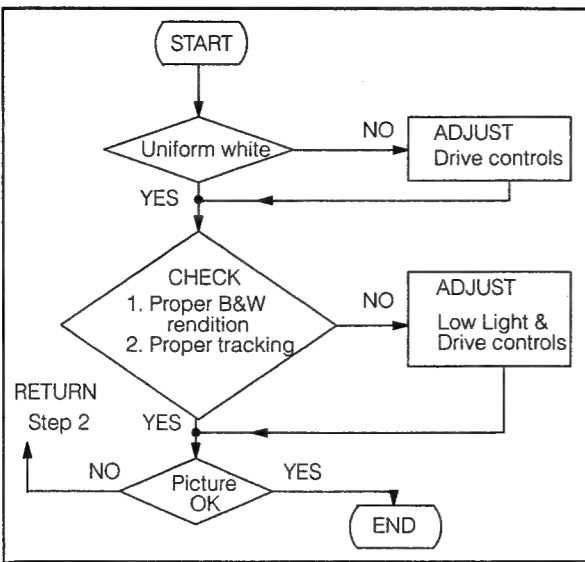 START
Uniform white
NO
ADJUST
Drive controls
YES
CHECK
1. Proper B&W
rendition
2. Proper tracking
NO
ADJUST
Low Light &
Drive controls
RETURN
Step 2
YES
NO
Picture
OK
YES
END